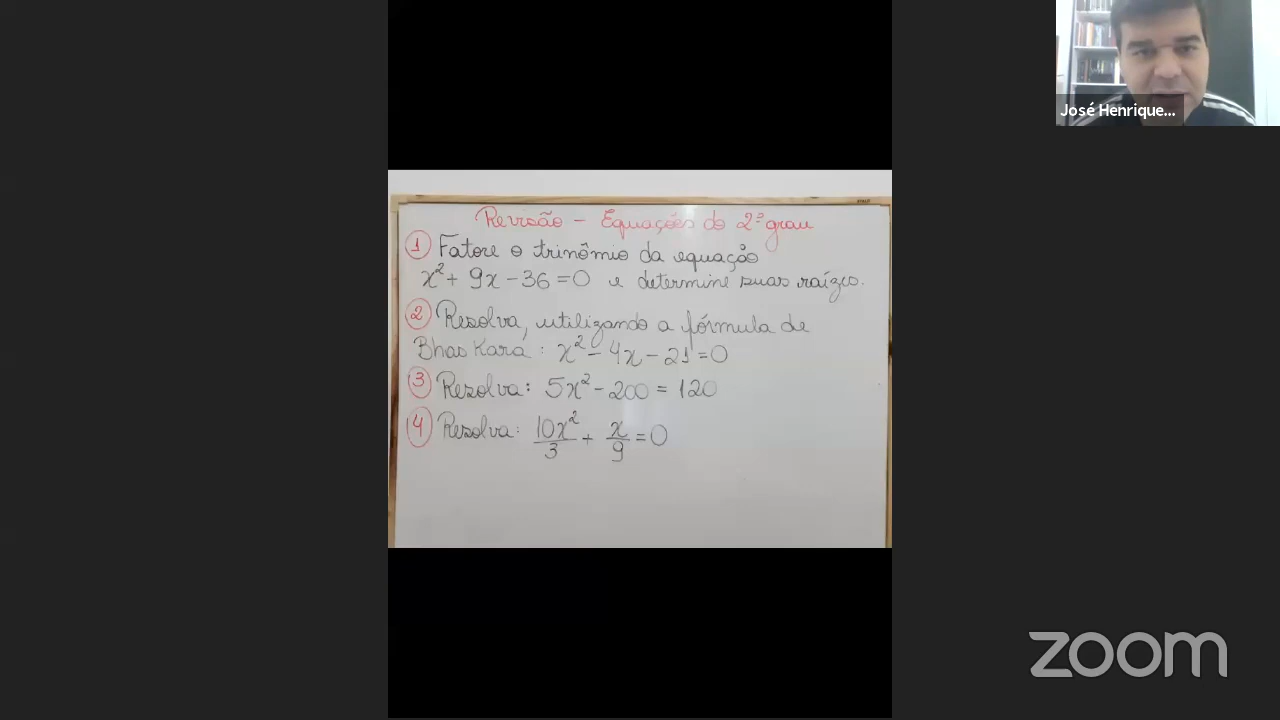 José Henrique...
Revisão - Equações do 2º grau
1 Fatore o trinômio da equação
x² + 9x - 36 = 0 e determine suas raízes.
2 Resolva, utilizando a fórmula de
Bhaskara: x² - 4x - 21 = 0
3 Resolva: 5x² - 200 = 120
4 Resolva: 10x²/3 + x/9 = 0
zoom